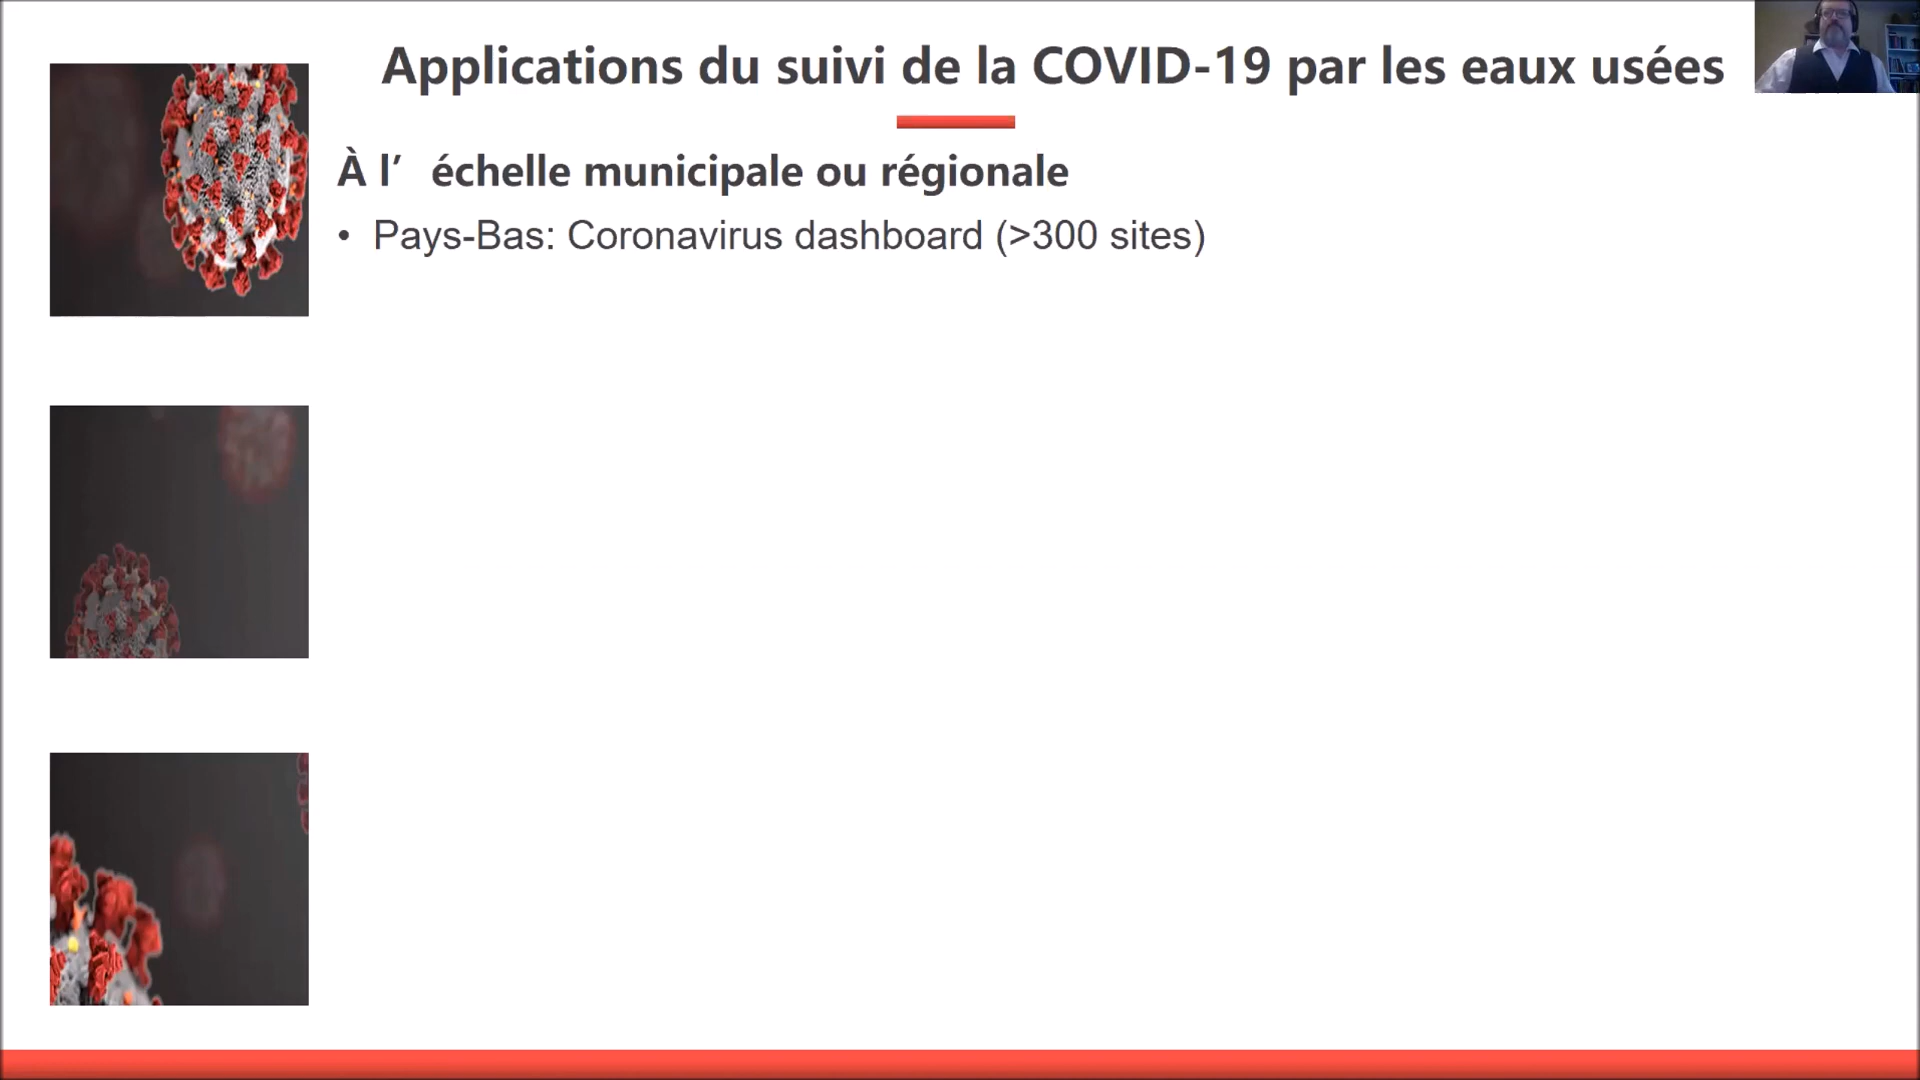 Applications du suivi de la COVID-19 par les eaux usées
À l’ échelle municipale ou régionale
• Pays-Bas: Coronavirus dashboard (>300 sites)